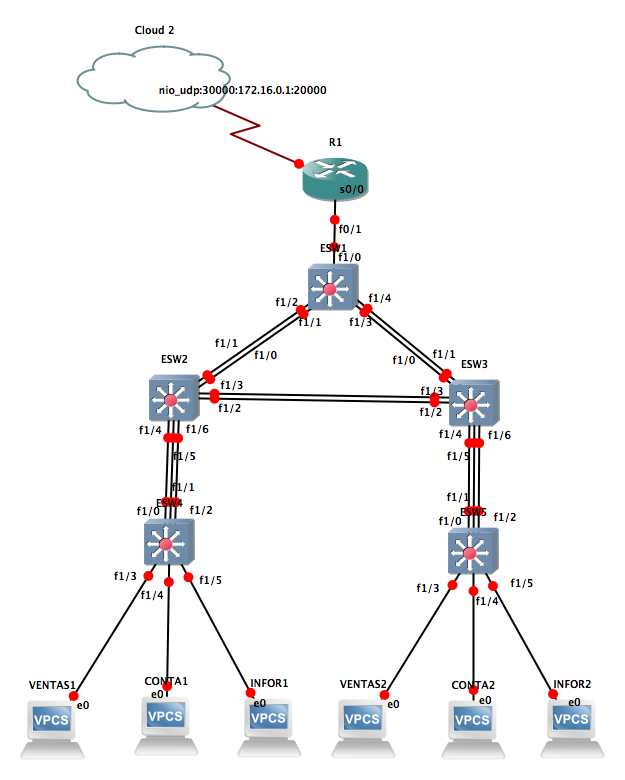 Cloud 2
nio_udp:30000:172.16.0.1:20000
R1
s0/0
f0/1
ESW1
f1/0
f1/2
f1/4
f1/1
f1/3
f1/1
f1/0
f1/1
f1/0
ESW2
ESW3
f1/3
f1/3
f1/2
f1/2
f1/4
f1/6
f1/4
f1/6
f1/5
f1/5
f1/1
f1/1
ESW4
ESW5
f1/0
f1/2
f1/0
f1/2
f1/3
f1/5
f1/3
f1/5
f1/4
f1/4
VENTAS1
CONTA1
INFOR1
VENTAS2
CONTA2
INFOR2
e0
e0
e0
e0
e0
e0
VPCS
VPCS
VPCS
VPCS
VPCS
VPCS